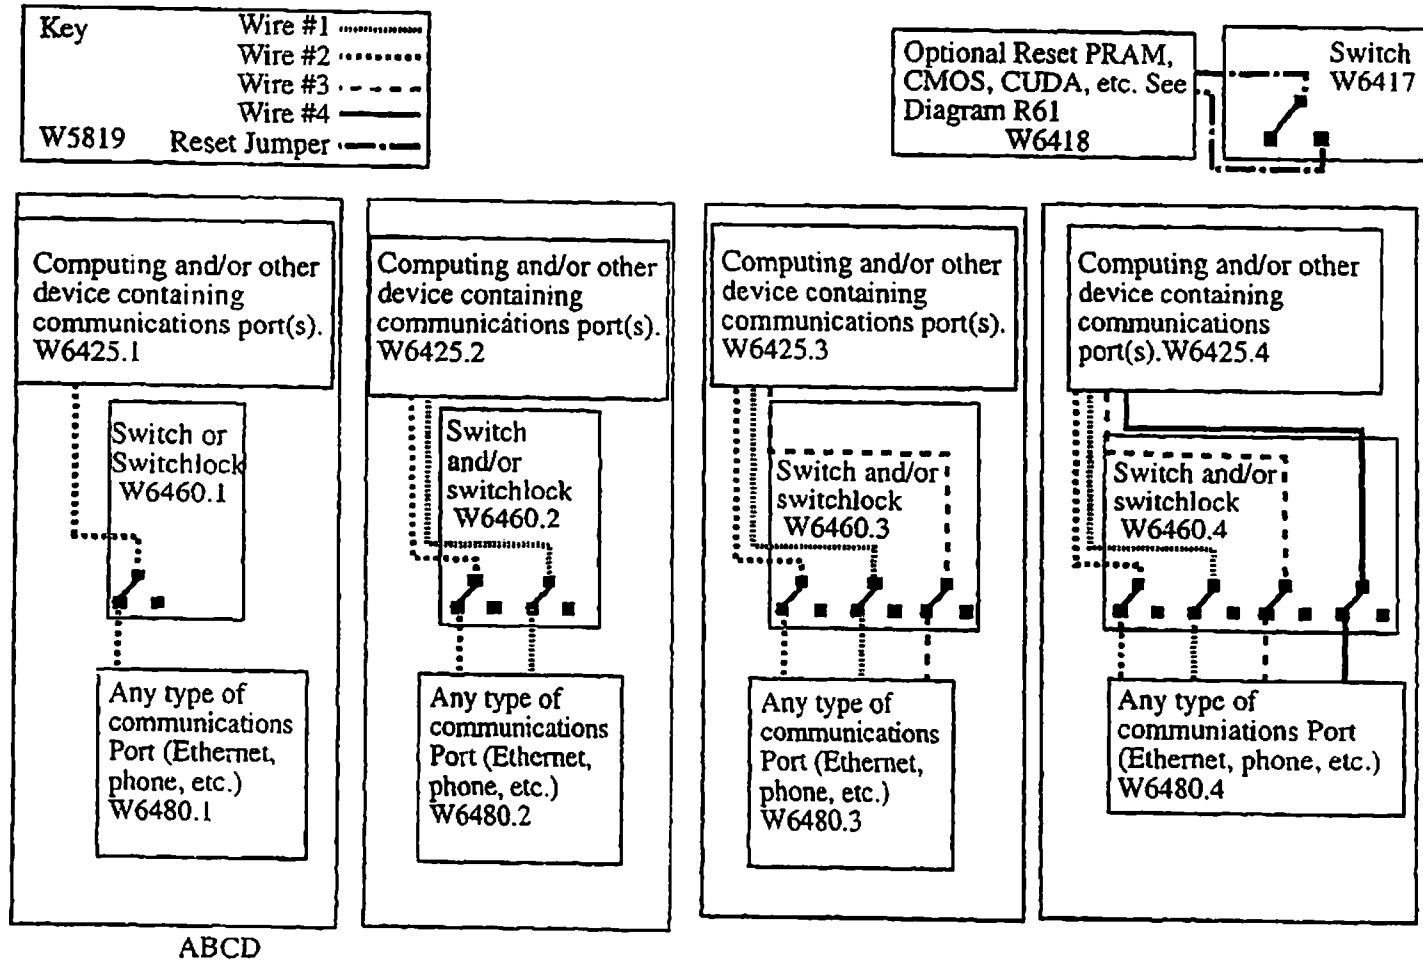 Key
Wire #1
Wire #2
Wire #3
Wire #4
W5819 Reset Jumper
Optional Reset PRAM,
CMOS, CUDA, etc. See
Diagram R61
W6418
Switch
W6417
Computing and/or other
device containing
communications port(s).
W6425.1
Switch or
Switchlock
W6460.1
Any type of
communications
Port (Ethernet,
phone, etc.)
W6480.1
Computing and/or other
device containing
communications port(s).
W6425.2
Switch
and/or
switchlock
W6460.2
Any type of
communications
Port (Ethernet,
phone, etc.)
W6480.2
Computing and/or other
device containing
communications port(s).
W6425.3
Switch and/or
switchlock
W6460.3
Any type of
communications
Port (Ethernet,
phone, etc.)
W6480.3
Computing and/or other
device containing
communications
port(s).W6425.4
Switch and/or
switchlock
W6460.4
Any type of
communiations Port
(Ethernet, phone, etc.)
W6480.4
ABCD